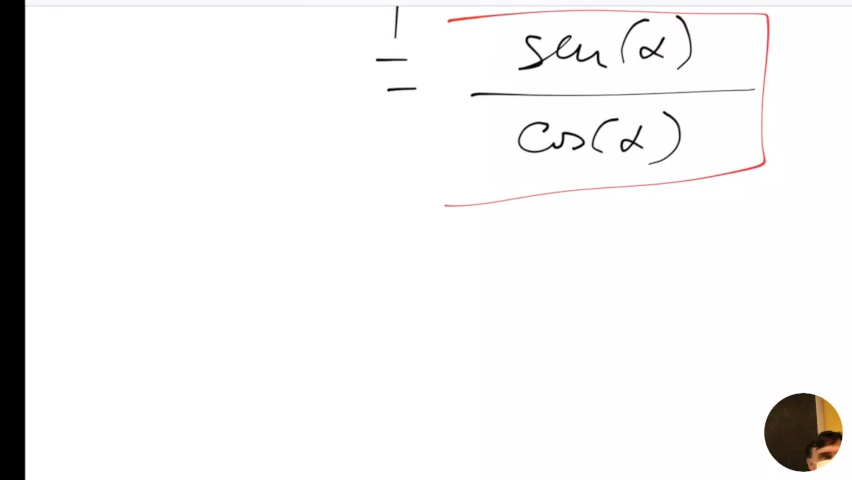 = sen(α)
cos(α)